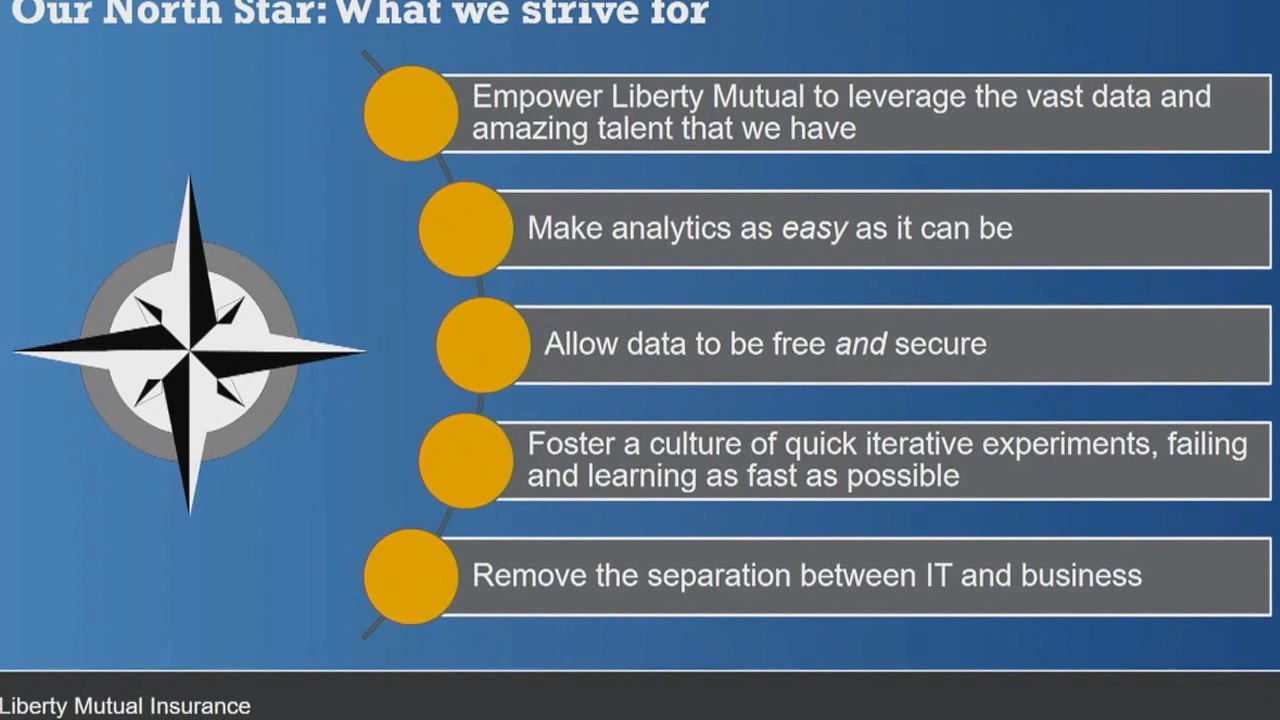 Our North Star: What we strive for
Empower Liberty Mutual to leverage the vast data and
amazing talent that we have
Make analytics as easy as it can be
Allow data to be free and secure
Foster a culture of quick iterative experiments, failing
and learning as fast as possible
Remove the separation between IT and business
Liberty Mutual Insurance